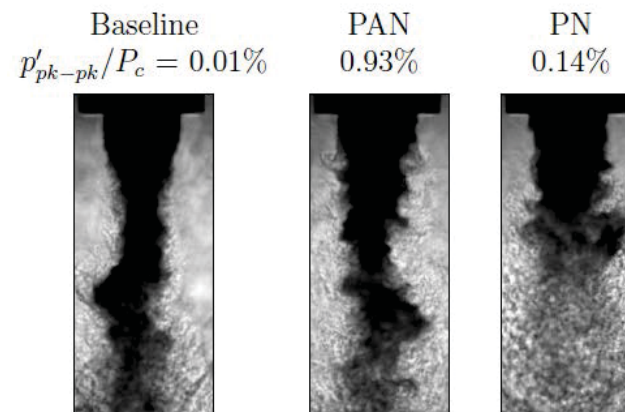 Baseline PAN PN
p′pk−pk/Pc = 0.01% 0.93% 0.14%